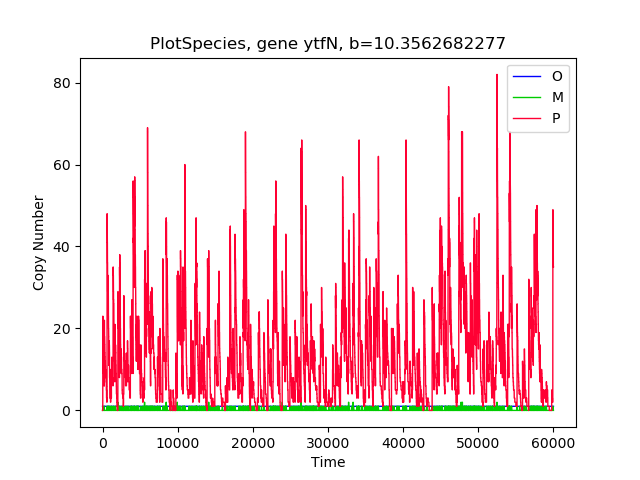 PlotSpecies, gene ytfN, b=10.3562682277
O
M
P
80
60
40
20
0
Copy Number
0 10000 20000 30000 40000 50000 60000
Time